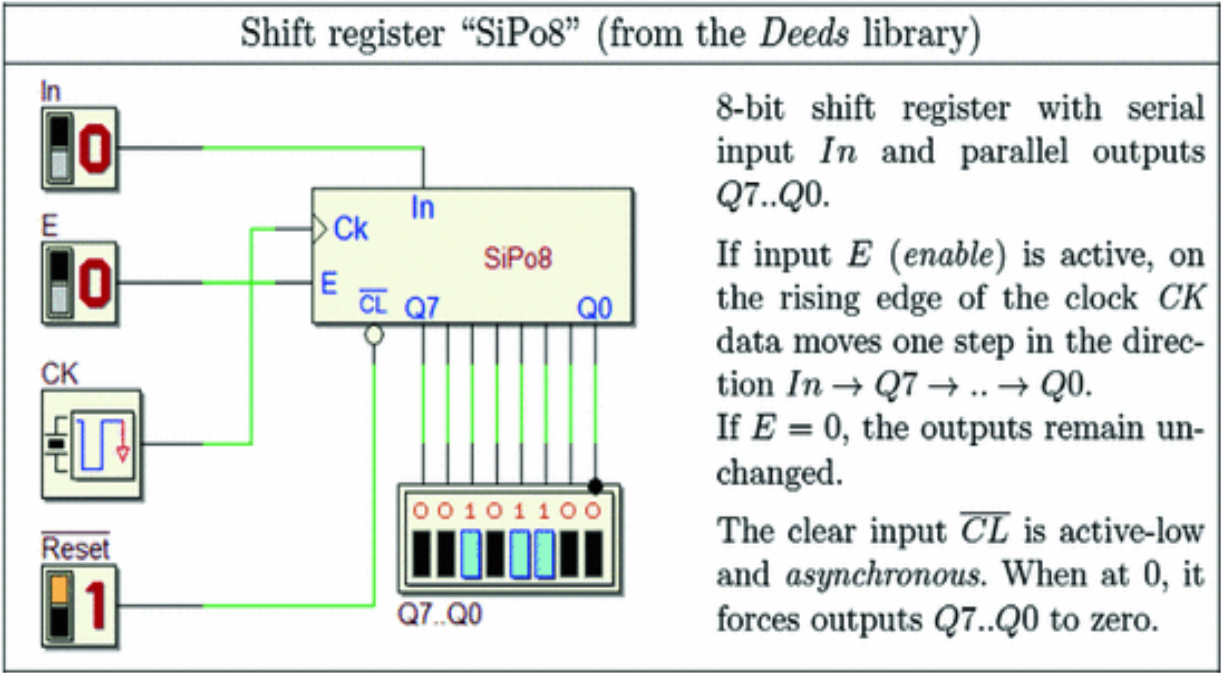 Shift register “SiPo8” (from the Deeds library)
In
0
E
0
CK
Reset
1
In
Ck
SiPo8
E
CL Q7 Q0
0 0 1 0 1 1 0 0
Q7..Q0
8-bit shift register with serial
input In and parallel outputs
Q7..Q0.
If input E (enable) is active, on
the rising edge of the clock CK
data moves one step in the direc-
tion In → Q7 → .. → Q0.
If E = 0, the outputs remain un-
changed.
The clear input C̅L̅ is active-low
and asynchronous. When at 0, it
forces outputs Q7..Q0 to zero.